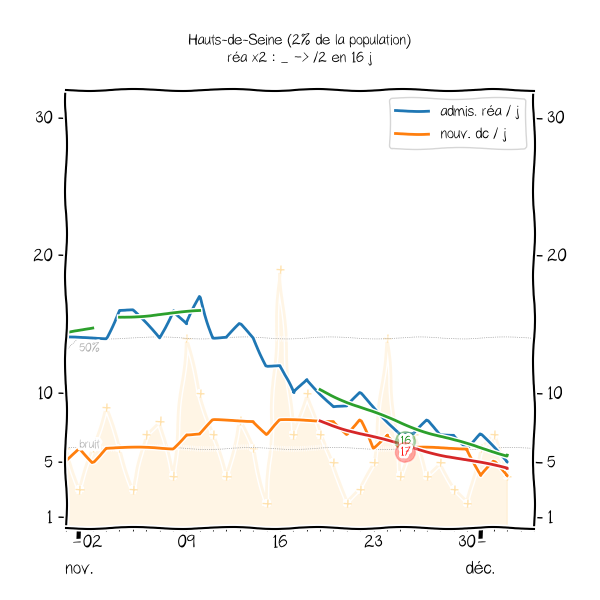 Hauts-de-Seine (2% de la population)
réa x2 : _ -> /2 en 16 j
admis. réa / j
nouv. dc / j
30
30
20
20
50%
10
10
bruit
16
17
5
5
1
1
02
09
16
23
30
nov.
déc.